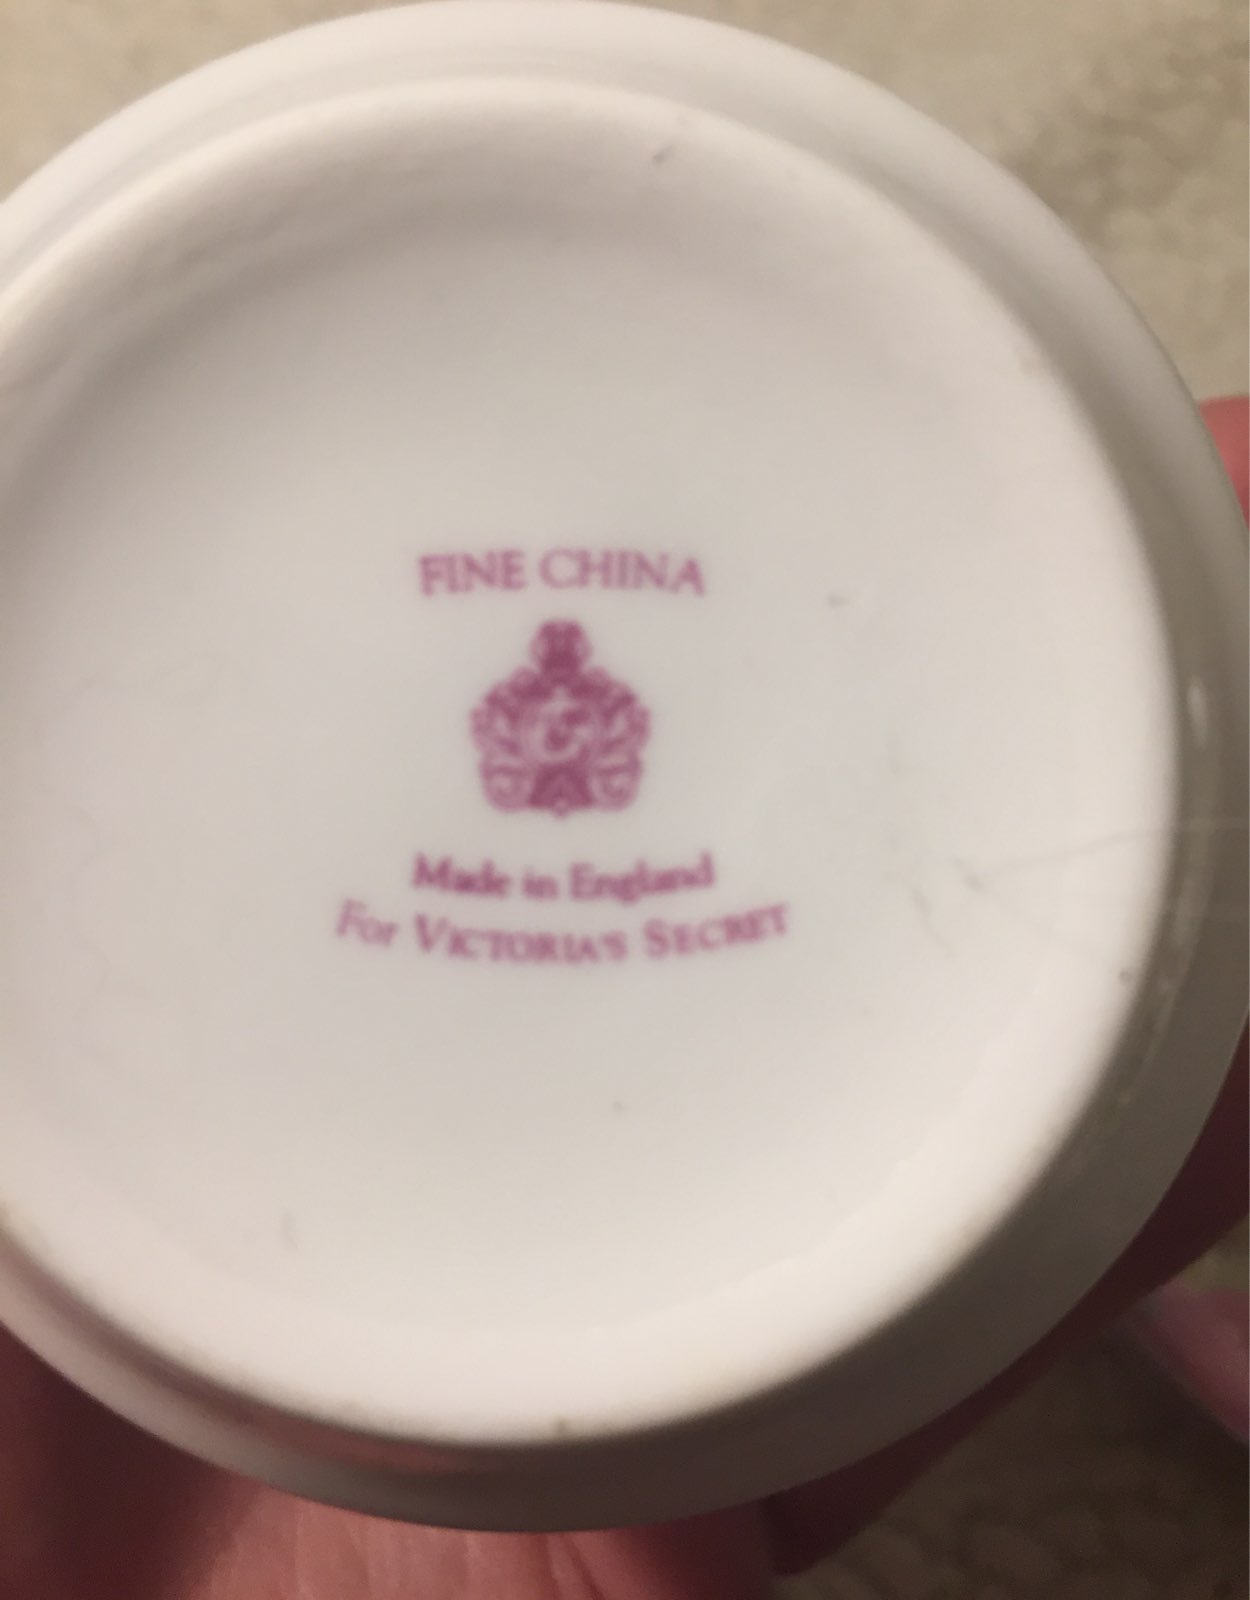 FINE CHINA
Made in England
For VICTORIA'S SECRET